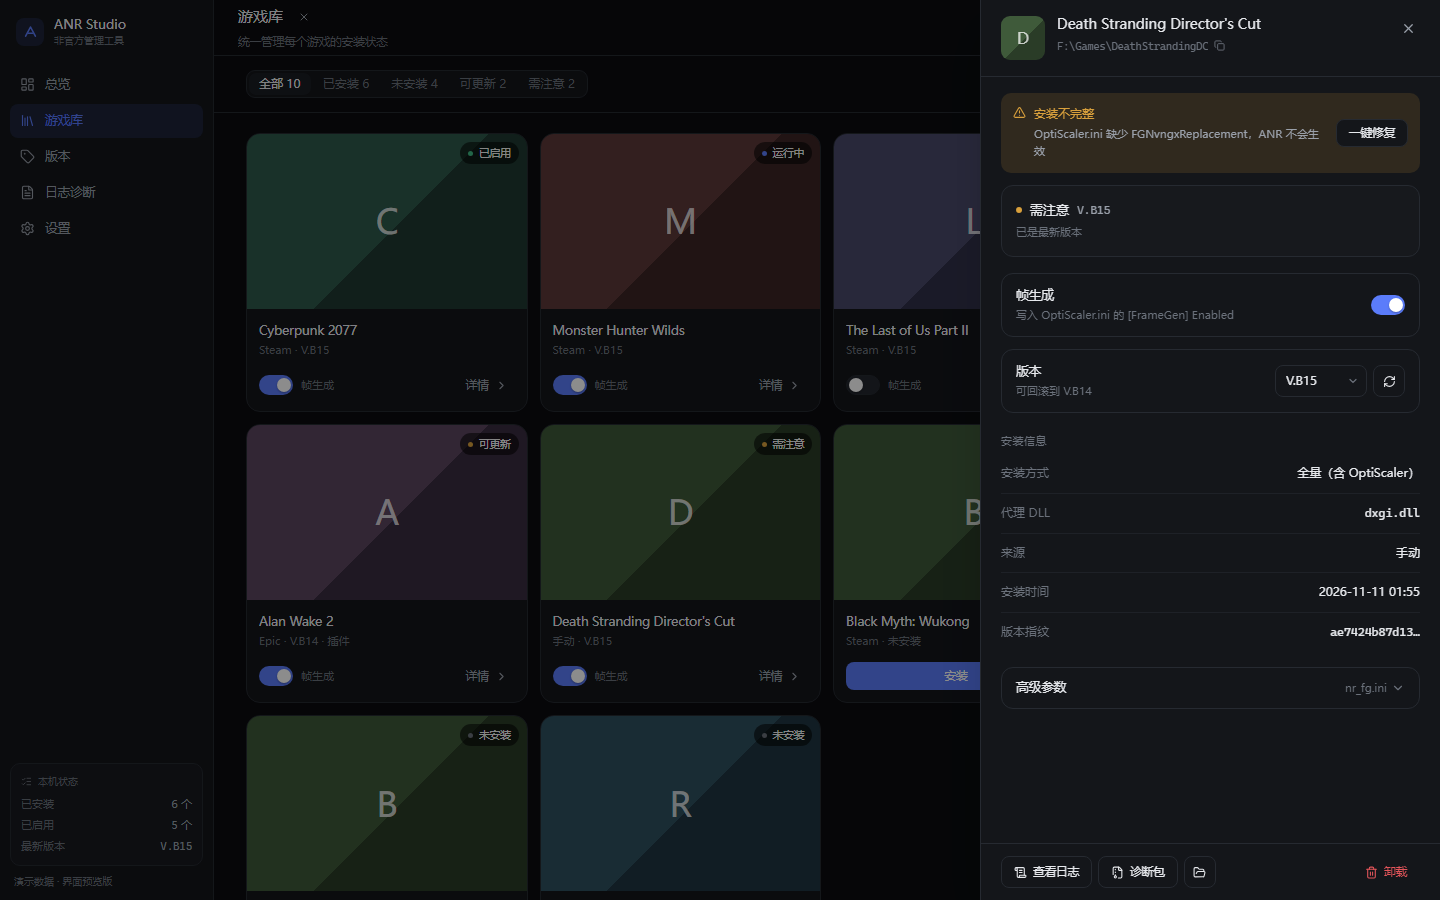 ANR Studio
非官方管理工具
总览
游戏库
版本
日志诊断
设置
本机状态
已安装 6 个
已启用 5 个
最新版本 V.B15
演示数据 · 界面预览版
游戏库
统一管理每个游戏的安装状态
全部 10 已安装 6 未安装 4 可更新 2 需注意 2
已启用
C
Cyberpunk 2077
Steam · V.B15
帧生成 详情
运行中
M
Monster Hunter Wilds
Steam · V.B15
帧生成 详情
L
The Last of Us Part II
Steam · V.B15
帧生成
可更新
A
Alan Wake 2
Epic · V.B14 · 插件
帧生成 详情
需注意
D
Death Stranding Director's Cut
手动 · V.B15
帧生成 详情
B
Black Myth: Wukong
Steam · 未安装
安装
未安装
B
未安装
R
D
Death Stranding Director's Cut
F:\Games\DeathStrandingDC
安装不完整
OptiScaler.ini 缺少 FGNvngxReplacement，ANR 不会生
效
一键修复
需注意 V.B15
已是最新版本
帧生成
写入 OptiScaler.ini 的 [FrameGen] Enabled
版本
可回滚到 V.B14
V.B15
安装信息
安装方式 全量（含 OptiScaler）
代理 DLL dxgi.dll
来源 手动
安装时间 2026-11-11 01:55
版本指纹 ae7424b87d13…
高级参数 nr_fg.ini
查看日志 诊断包 卸载